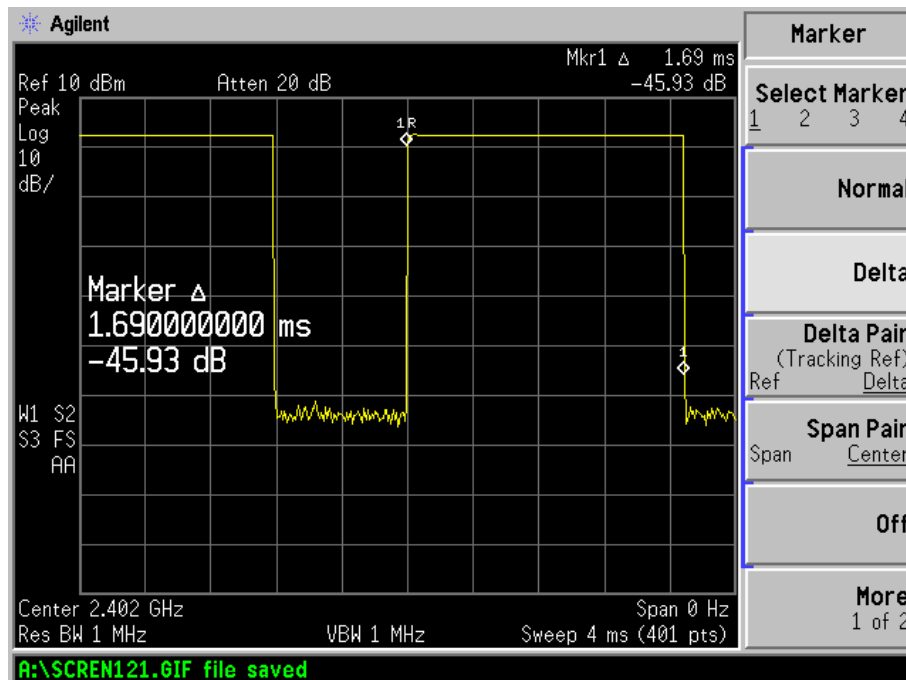 Agilent
Mkr1 Δ 1.69 ms
Ref 10 dBm Atten 20 dB -45.93 dB
Peak
Log
10
dB/
1R
Marker Δ
1.690000000 ms
-45.93 dB
1
W1 S2
S3 FS
AA
Center 2.402 GHz Span 0 Hz
Res BW 1 MHz VBW 1 MHz Sweep 4 ms (401 pts)
A:\SCREN121.GIF file saved
Marker
Select Marker
1 2 3 4
Normal
Delta
Delta Pair
(Tracking Ref)
Ref Delta
Span Pair
Span Center
Off
More
1 of 2